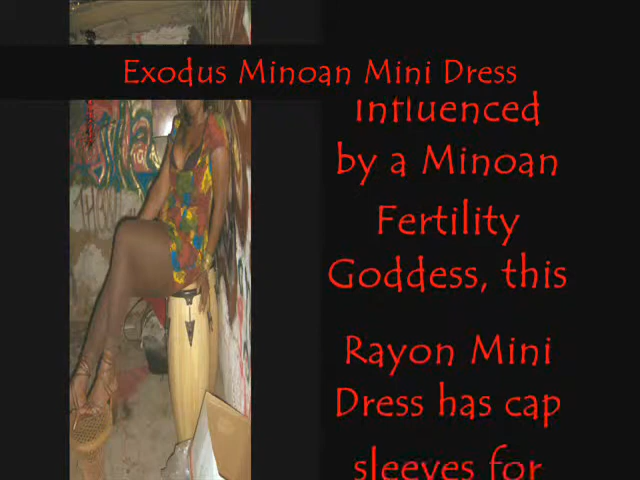 Exodus Minoan Mini Dress
Influenced
by a Minoan
Fertility
Goddess, this
Rayon Mini
Dress has cap
sleeves for